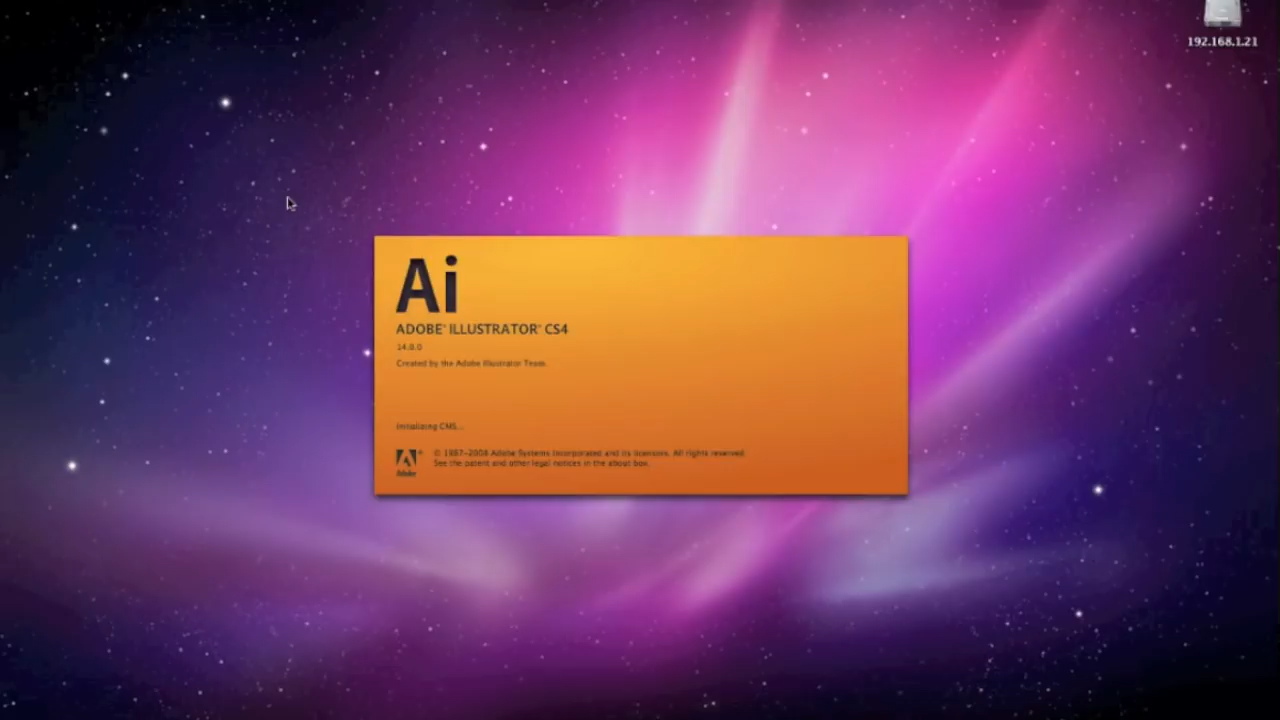 192.168.1.21
Ai
ADOBE® ILLUSTRATOR® CS4
14.0.0
Created by the Adobe Illustrator Team.
Initializing CMS...
© 1987-2008 Adobe Systems Incorporated and its licensors. All rights reserved.
See the patent and other legal notices in the about box.
Adobe